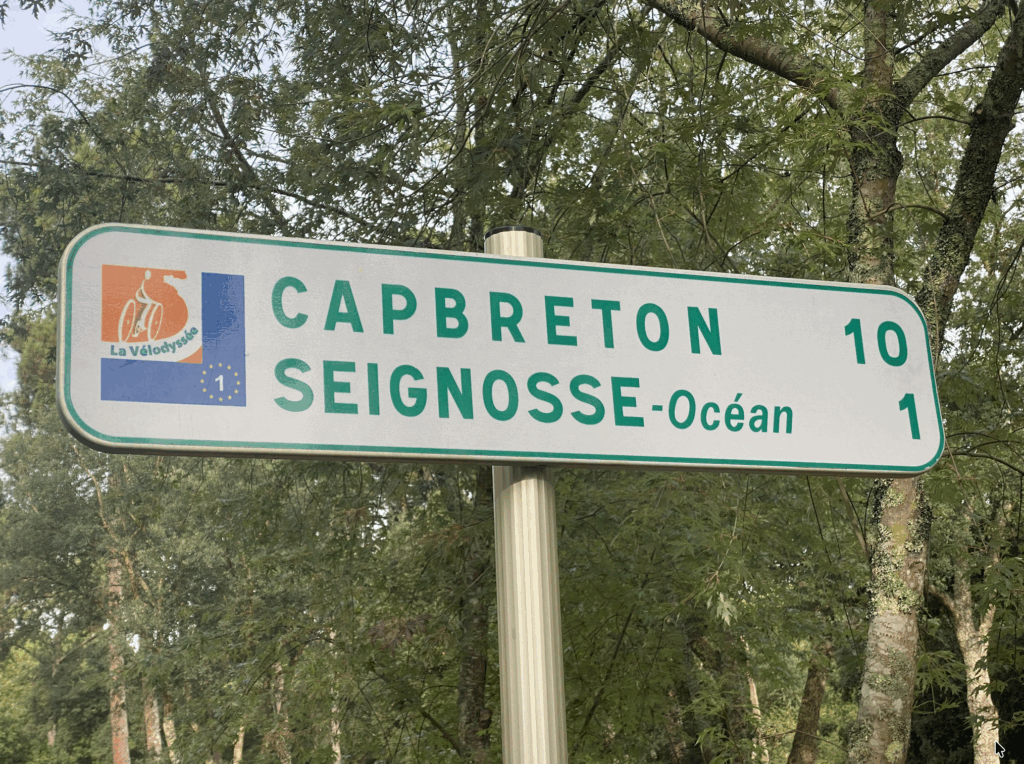 CAPBRETON 10
SEIGNOSSE-Océan 1
La Vélodyssée
1